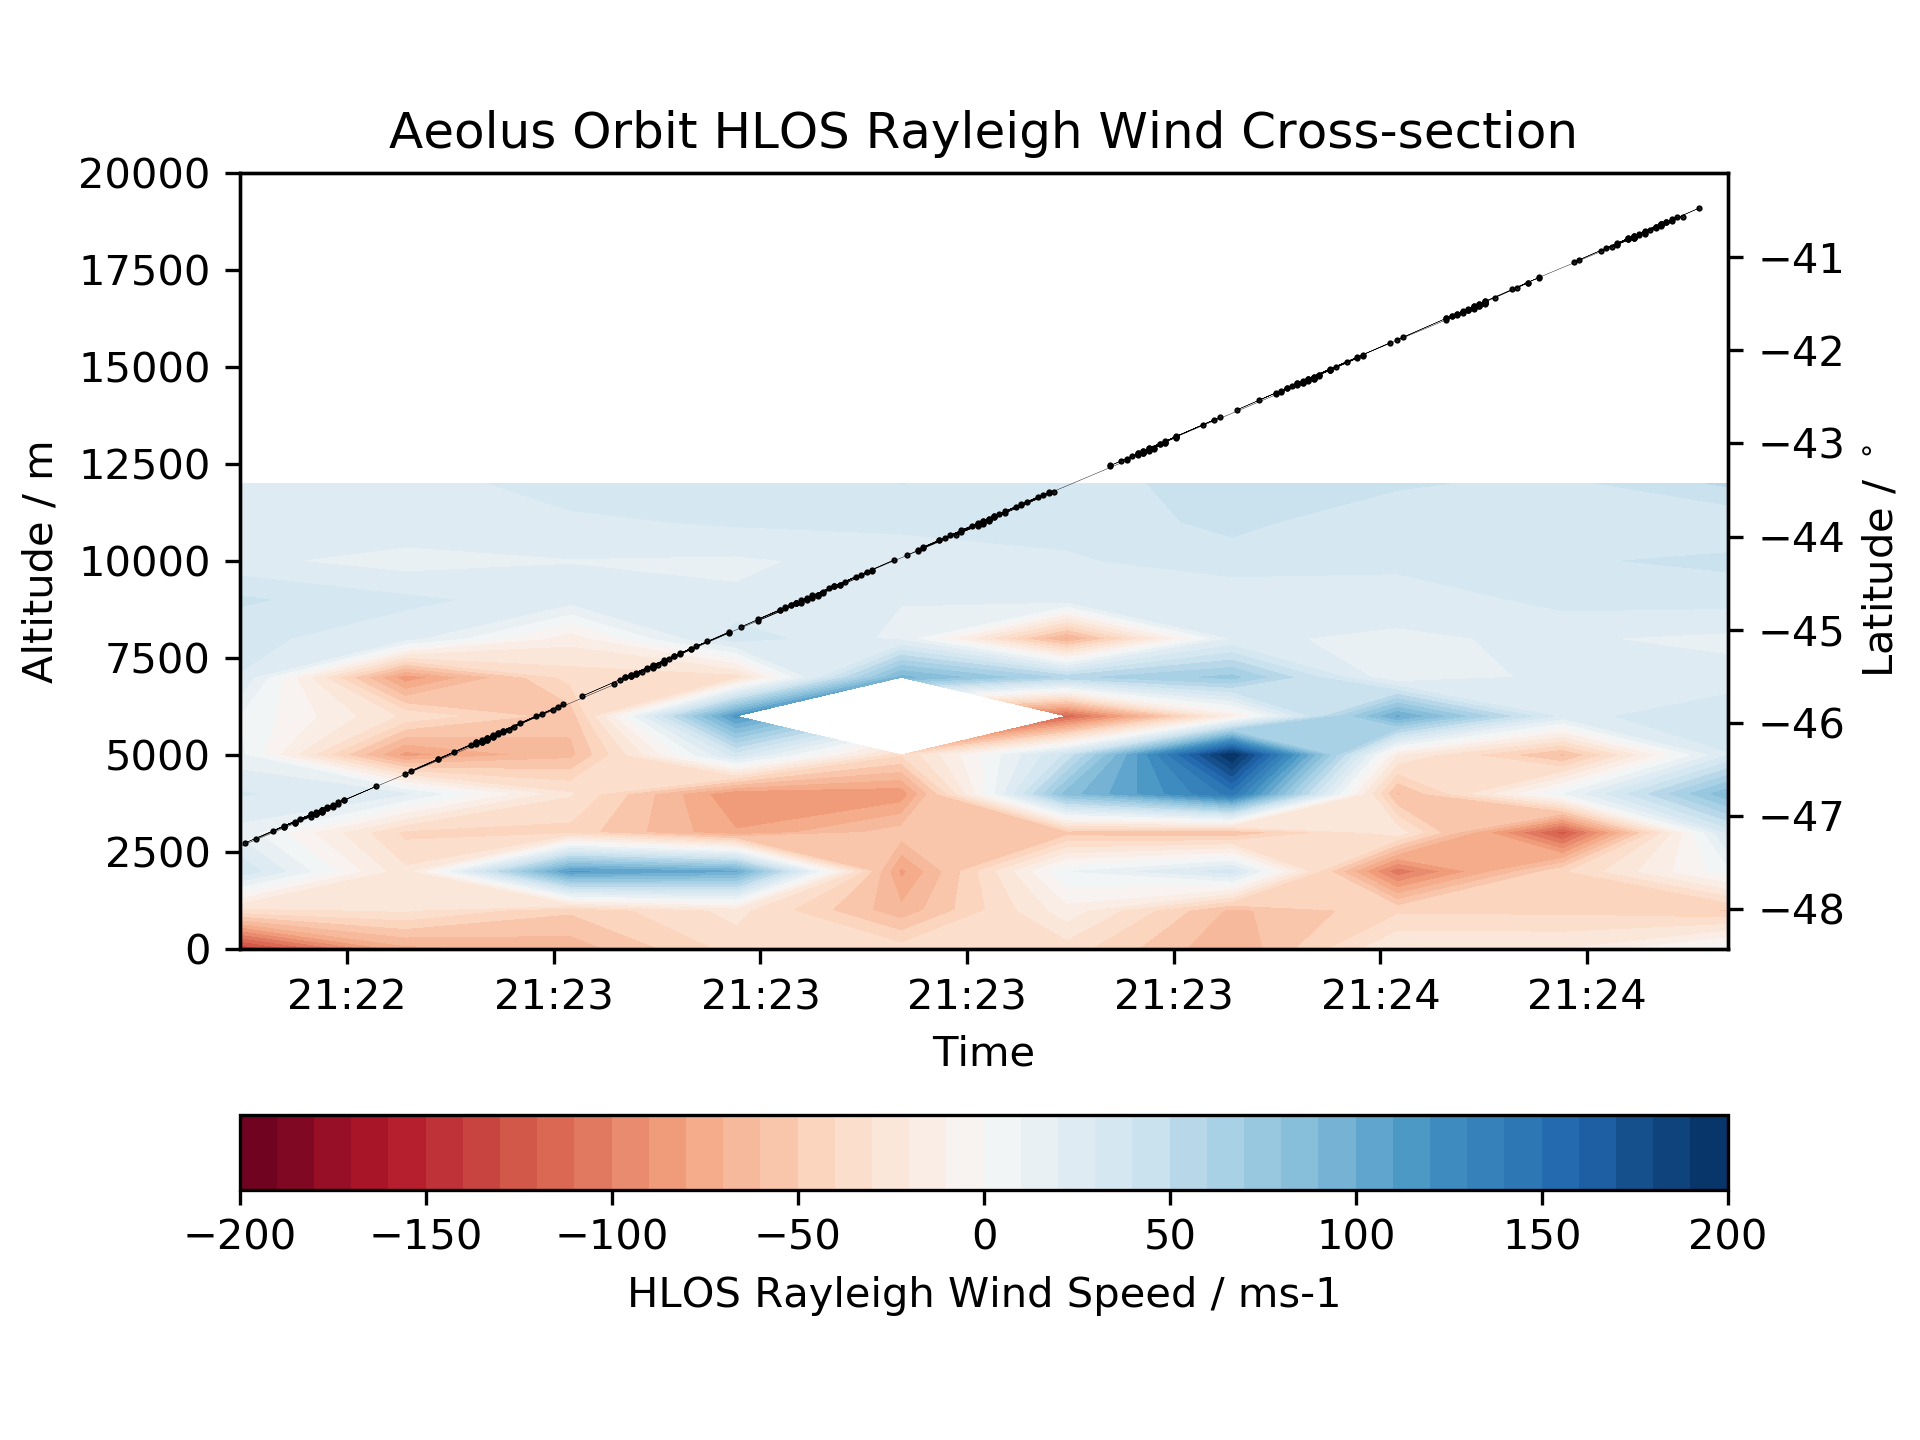 Aeolus Orbit HLOS Rayleigh Wind Cross-section
20000
17500
15000
12500
10000
7500
5000
2500
0
Altitude / m
−41
−42
−43
−44
−45
−46
−47
−48
Latitude / °
21:22 21:23 21:23 21:23 21:23 21:24 21:24
Time
−200 −150 −100 −50 0 50 100 150 200
HLOS Rayleigh Wind Speed / ms-1